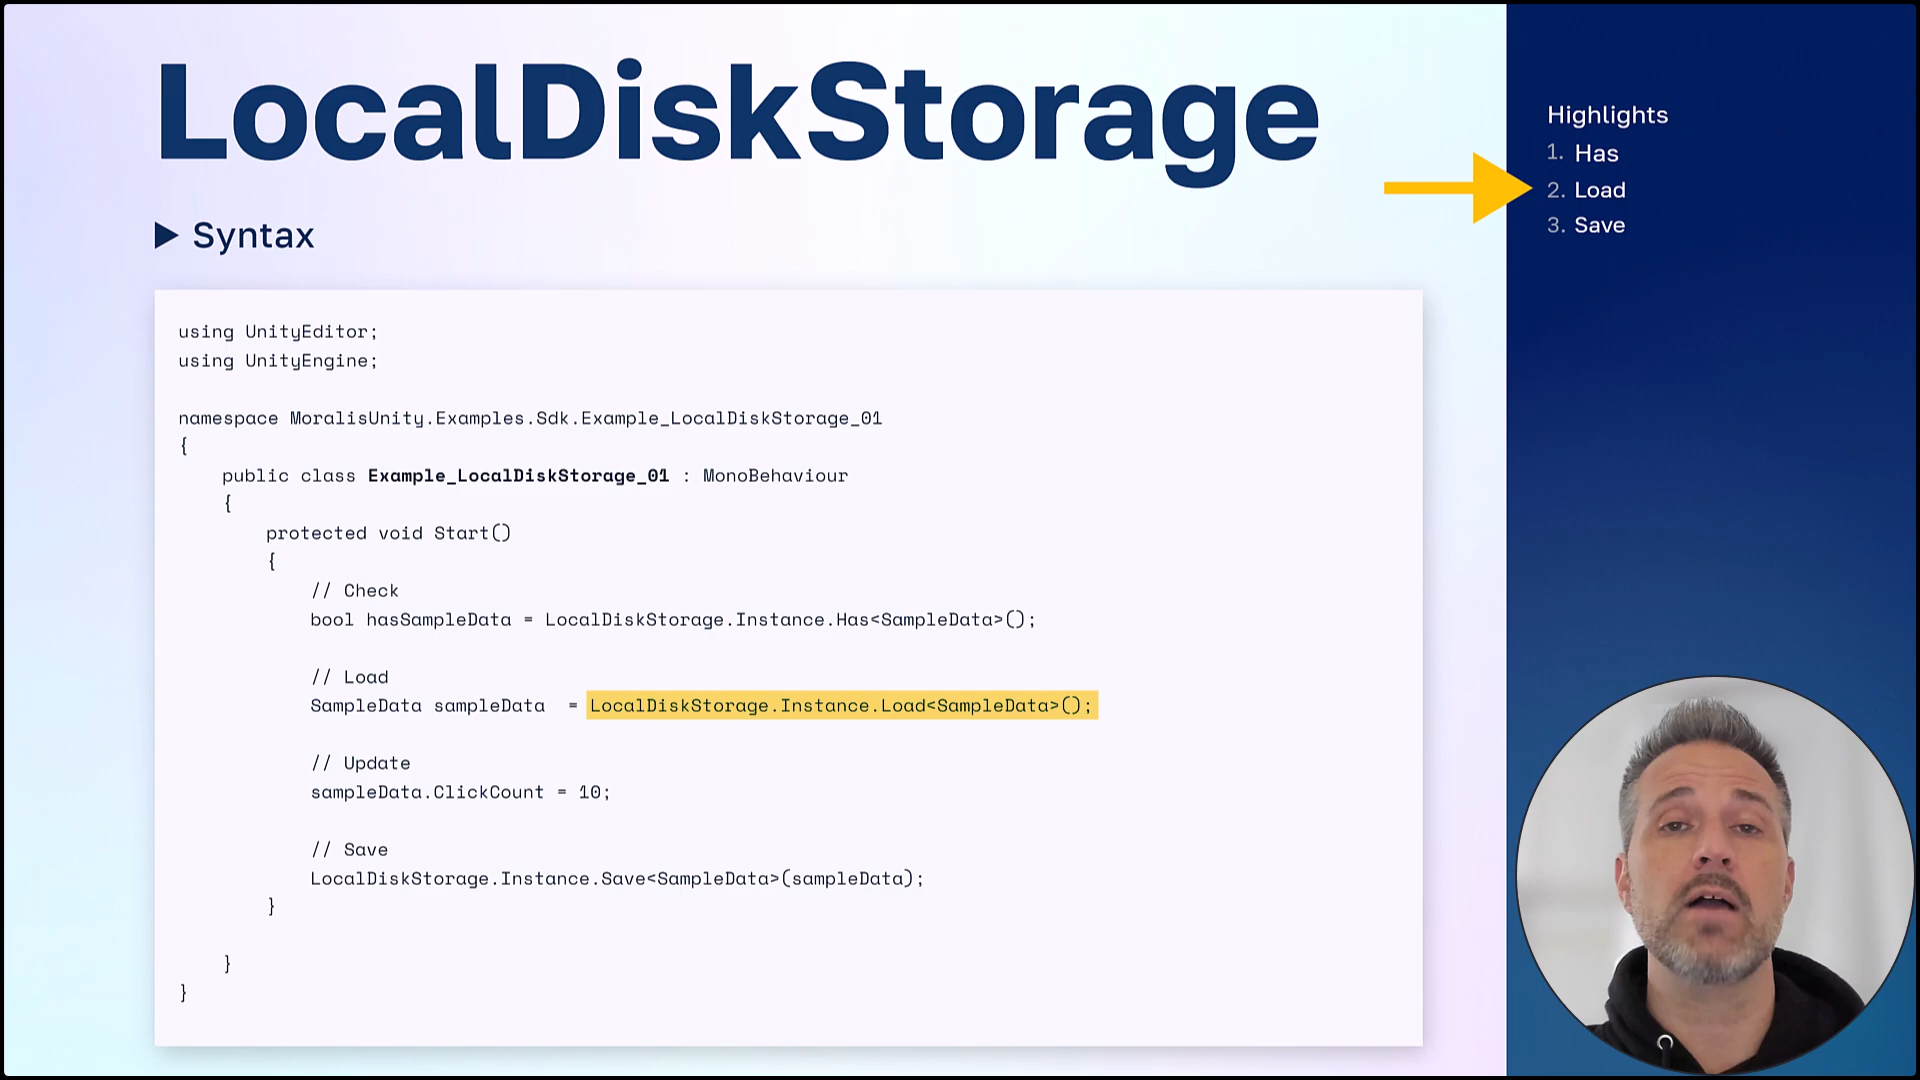 LocalDiskStorage
▶ Syntax
using UnityEditor;
using UnityEngine;
namespace MoralisUnity.Examples.Sdk.Example_LocalDiskStorage_01
{
public class Example_LocalDiskStorage_01 : MonoBehaviour
{
protected void Start()
{
// Check
bool hasSampleData = LocalDiskStorage.Instance.Has<SampleData>();
// Load
SampleData sampleData  = LocalDiskStorage.Instance.Load<SampleData>();
// Update
sampleData.ClickCount = 10;
// Save
LocalDiskStorage.Instance.Save<SampleData>(sampleData);
}
}
}
Highlights
1. Has
2. Load
3. Save